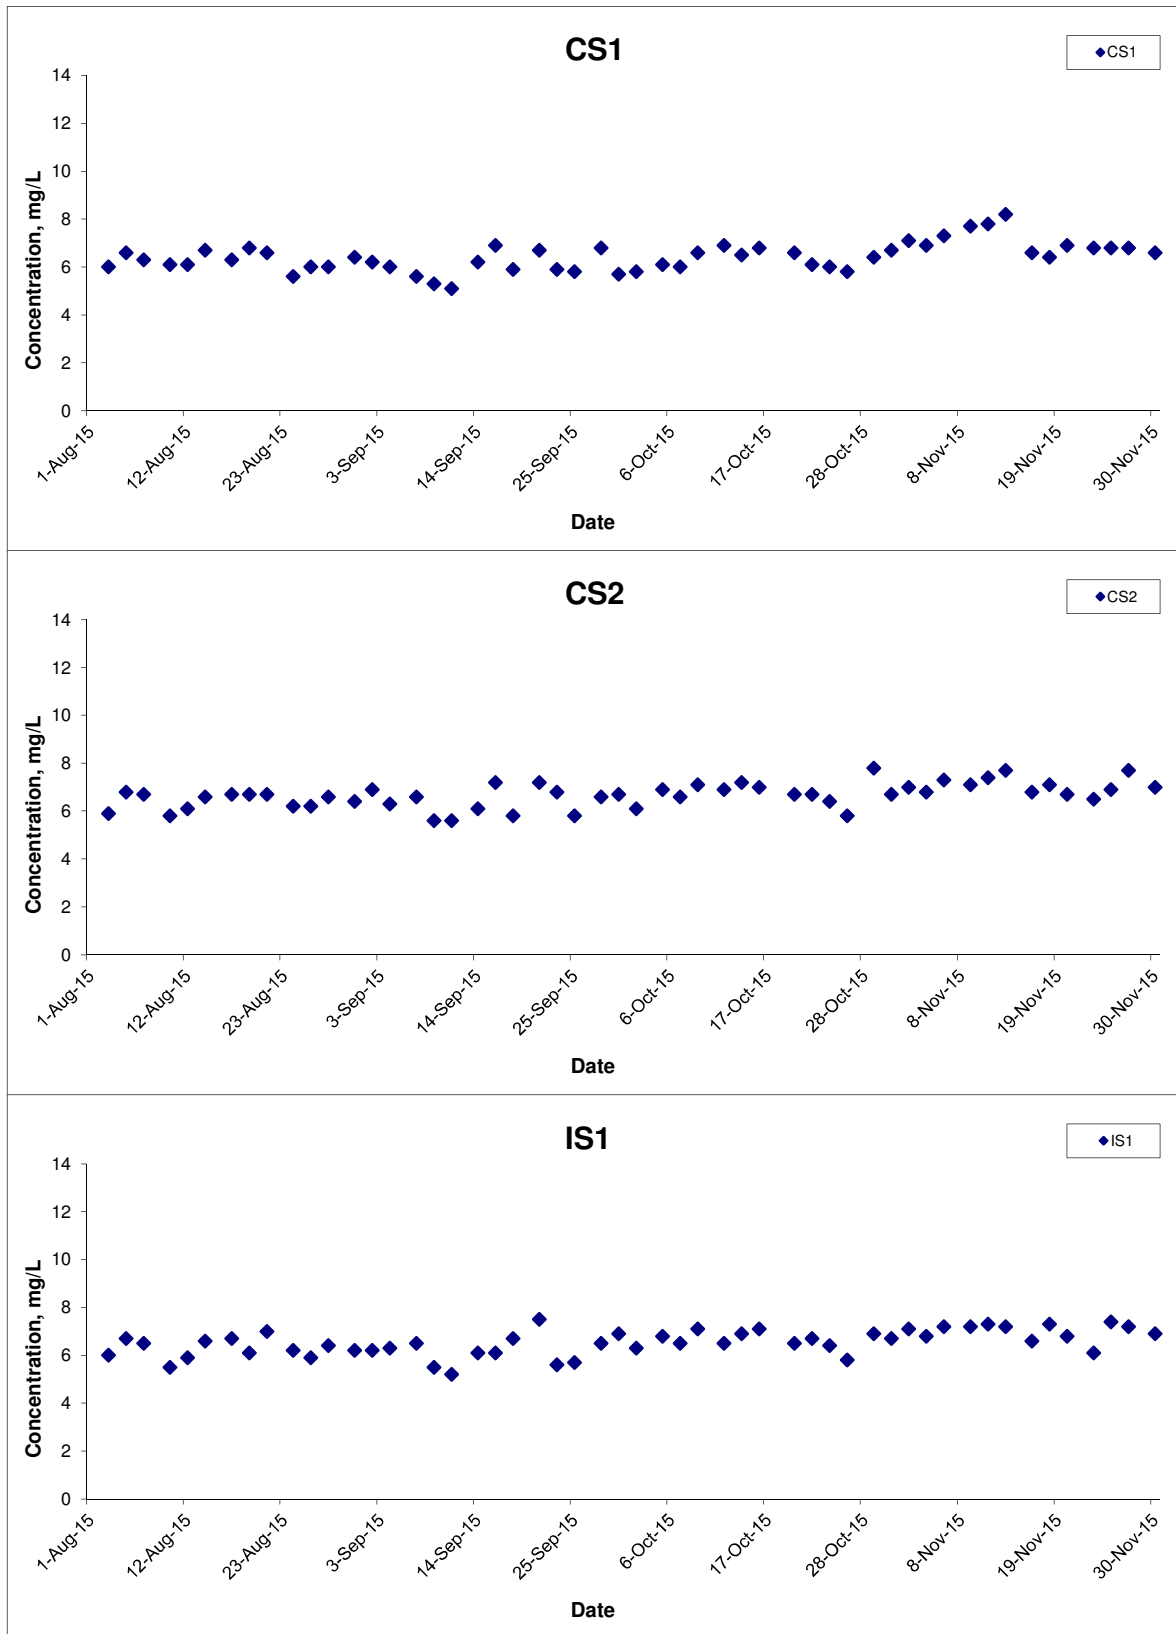 CS1
CS1
14
12
10
8
6
4
2
0
Concentration, mg/L
1-Aug-15
12-Aug-15
23-Aug-15
3-Sep-15
14-Sep-15
25-Sep-15
6-Oct-15
17-Oct-15
28-Oct-15
8-Nov-15
19-Nov-15
30-Nov-15
Date
CS2
CS2
14
12
10
8
6
4
2
0
Concentration, mg/L
1-Aug-15
12-Aug-15
23-Aug-15
3-Sep-15
14-Sep-15
25-Sep-15
6-Oct-15
17-Oct-15
28-Oct-15
8-Nov-15
19-Nov-15
30-Nov-15
Date
IS1
IS1
14
12
10
8
6
4
2
0
Concentration, mg/L
1-Aug-15
12-Aug-15
23-Aug-15
3-Sep-15
14-Sep-15
25-Sep-15
6-Oct-15
17-Oct-15
28-Oct-15
8-Nov-15
19-Nov-15
30-Nov-15
Date